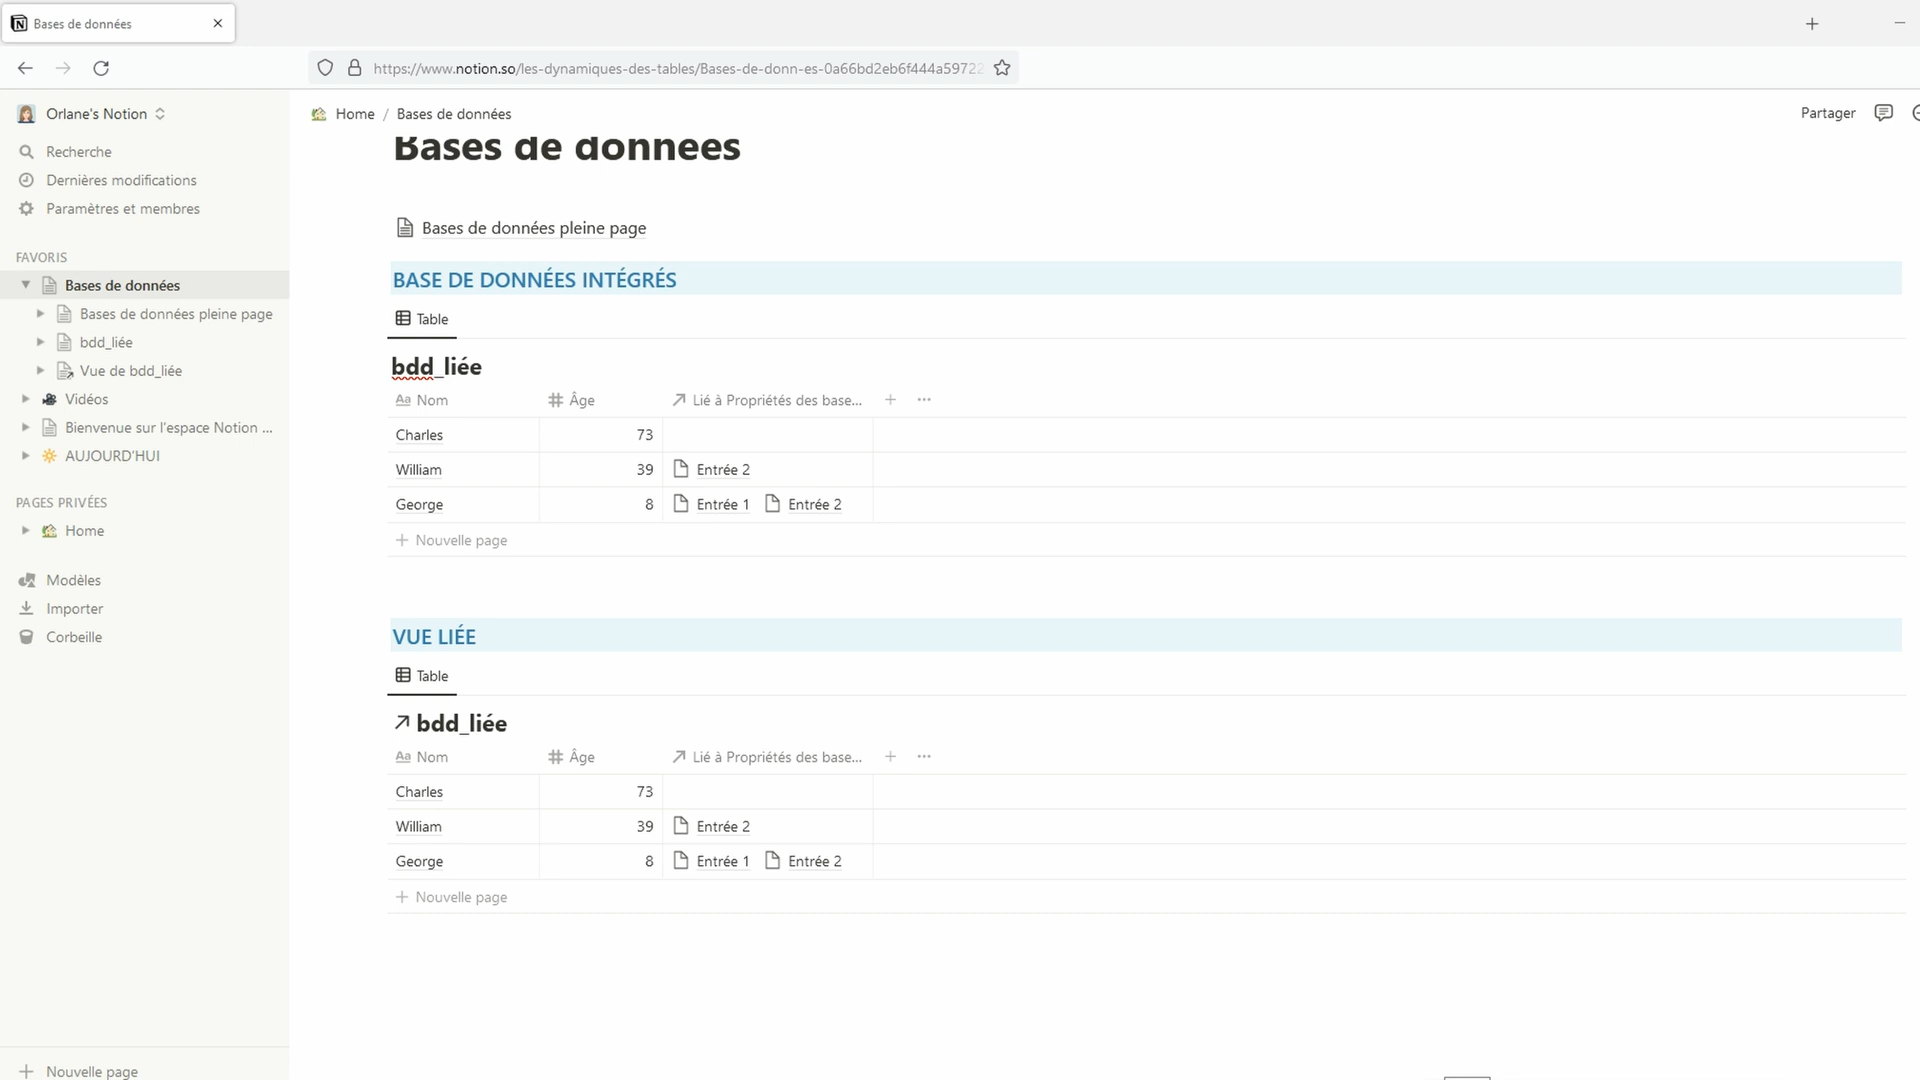 Bases de données
https://www.notion.so/les-dynamiques-des-tables/Bases-de-donn-es-0a66bd2eb6f444a59722
Orlane's Notion
Home / Bases de données
Partager
Recherche
Dernières modifications
Paramètres et membres
FAVORIS
Bases de données
Bases de données pleine page
bdd_liée
Vue de bdd_liée
Vidéos
Bienvenue sur l'espace Notion ...
AUJOURD'HUI
PAGES PRIVÉES
Home
Modèles
Importer
Corbeille
Nouvelle page
Bases de données
Bases de données pleine page
BASE DE DONNÉES INTÉGRÉS
Table
bdd_liée
Aa Nom # Âge Lié à Propriétés des base... + ...
Charles 73
William 39 Entrée 2
George 8 Entrée 1 Entrée 2
+ Nouvelle page
VUE LIÉE
Table
bdd_liée
Aa Nom # Âge Lié à Propriétés des base... + ...
Charles 73
William 39 Entrée 2
George 8 Entrée 1 Entrée 2
+ Nouvelle page